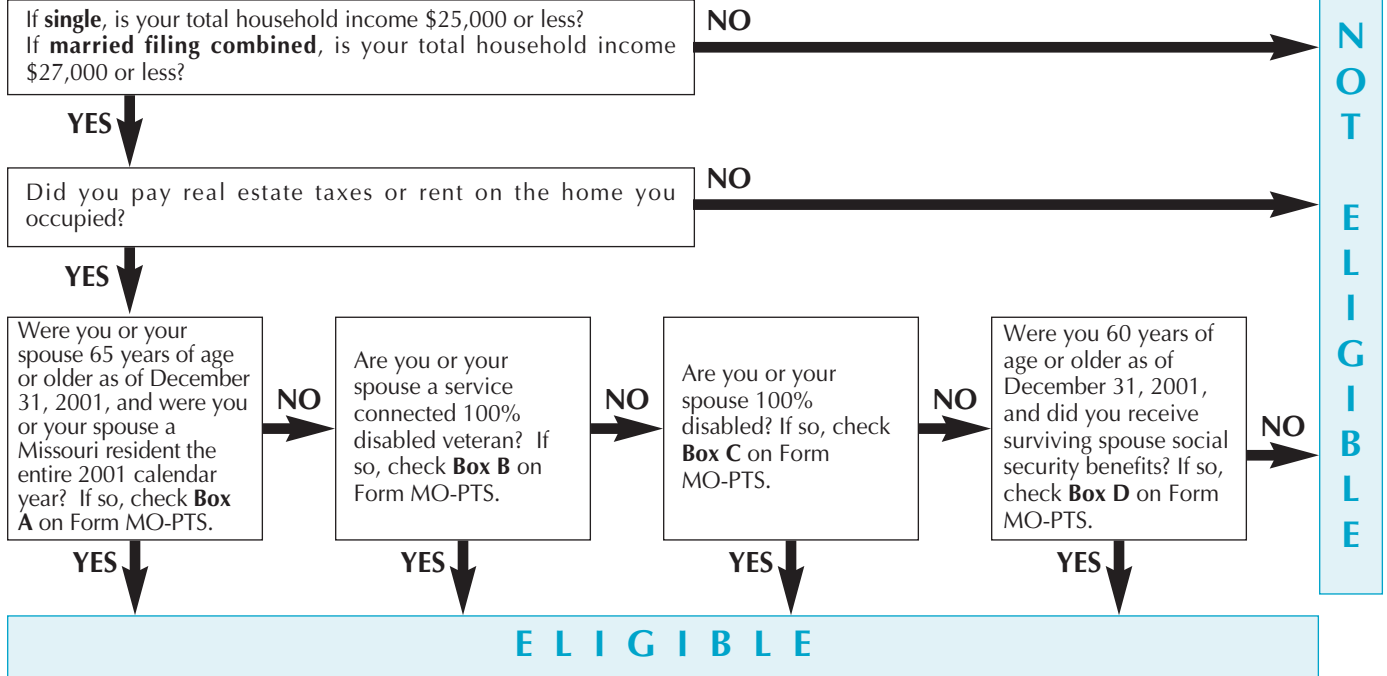 If single, is your total household income $25,000 or less?
If married filing combined, is your total household income
$27,000 or less?
NO
YES
Did you pay real estate taxes or rent on the home you
occupied?
NO
YES
Were you or your
spouse 65 years of age
or older as of December
31, 2001, and were you
or your spouse a
Missouri resident the
entire 2001 calendar
year? If so, check Box
A on Form MO-PTS.
NO
YES
Are you or your
spouse a service
connected 100%
disabled veteran? If
so, check Box B on
Form MO-PTS.
NO
YES
Are you or your
spouse 100%
disabled? If so, check
Box C on Form
MO-PTS.
NO
YES
Were you 60 years of
age or older as of
December 31, 2001,
and did you receive
surviving spouse social
security benefits? If so,
check Box D on Form
MO-PTS.
NO
YES
NOT ELIGIBLE
ELIGIBLE